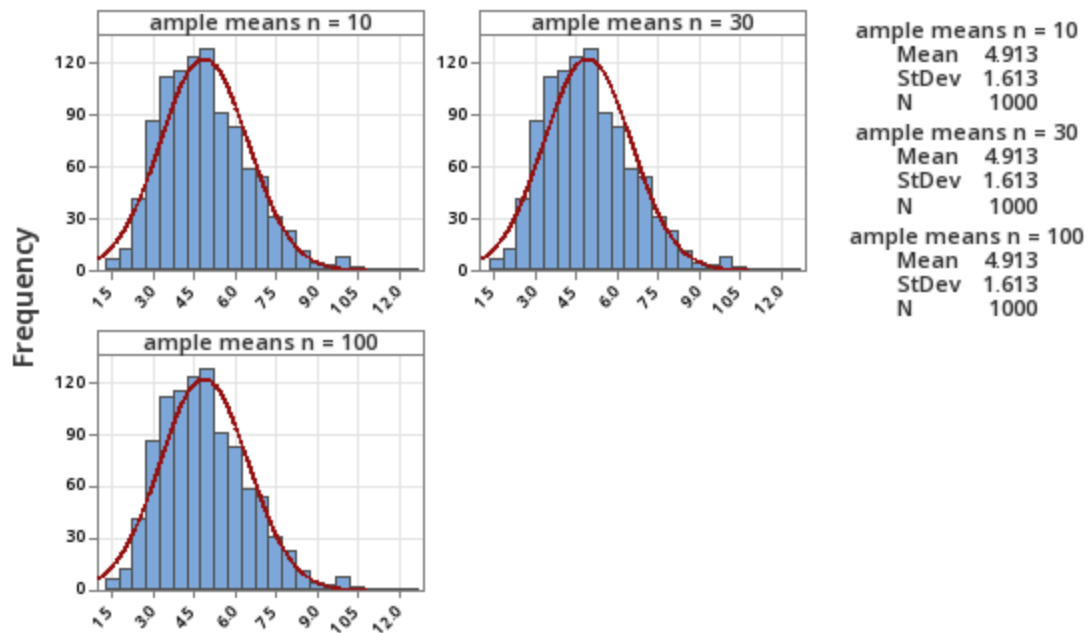 ample means n = 10
120
90
60
30
0
1.5 3.0 4.5 6.0 7.5 9.0 10.5 12.0
ample means n = 30
120
90
60
30
0
1.5 3.0 4.5 6.0 7.5 9.0 10.5 12.0
ample means n = 10
Mean 4.913
StDev 1.613
N 1000
ample means n = 30
Mean 4.913
StDev 1.613
N 1000
ample means n = 100
Mean 4.913
StDev 1.613
N 1000
Frequency
ample means n = 100
120
90
60
30
0
1.5 3.0 4.5 6.0 7.5 9.0 10.5 12.0